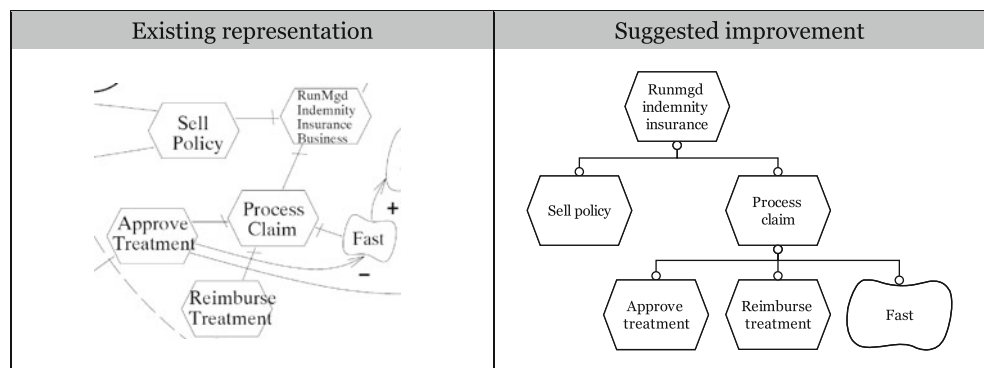 Existing representation
Suggested improvement
Sell
Policy
RunMgd
Indemnity
Insurance
Business
Approve
Treatment
Process
Claim
Fast
+
−
Reimburse
Treatment
Runmgd
indemnity
insurance
Sell policy
Process
claim
Approve
treatment
Reimburse
treatment
Fast